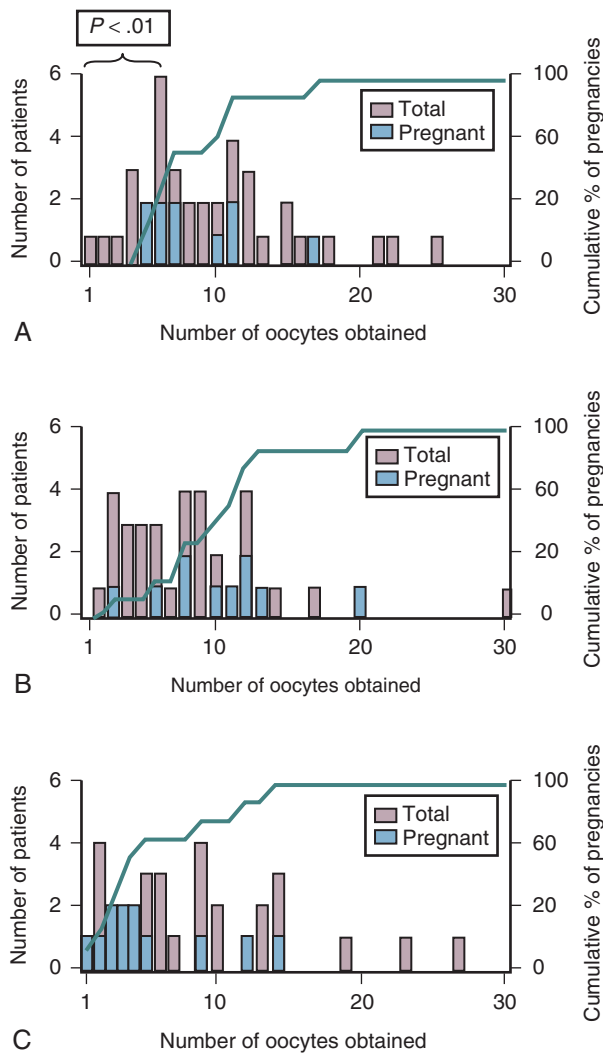 P < .01
Number of patients
6
4
2
0
Total
Pregnant
100
60
20
0
Cumulative % of pregnancies
1
10
20
30
A
Number of oocytes obtained
Number of patients
6
4
2
0
Total
Pregnant
100
60
20
0
Cumulative % of pregnancies
1
10
20
30
B
Number of oocytes obtained
Number of patients
6
4
2
0
Total
Pregnant
100
60
20
0
Cumulative % of pregnancies
1
10
20
30
C
Number of oocytes obtained